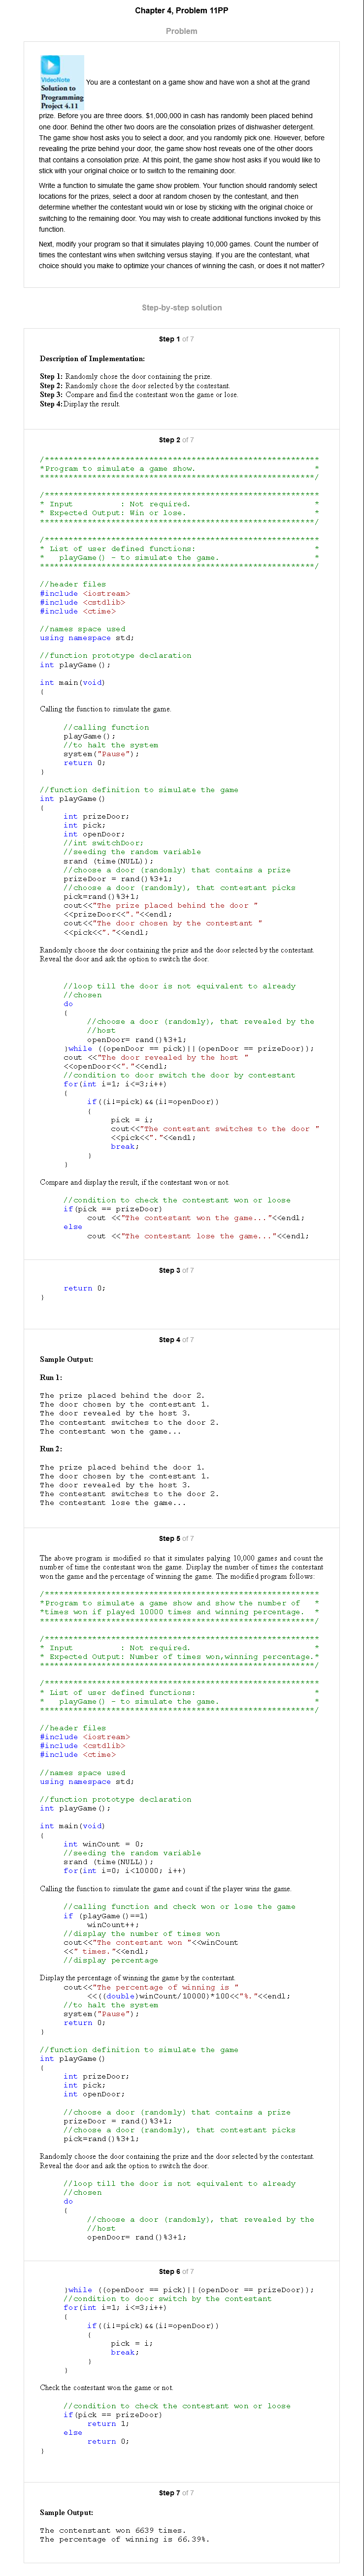 Chapter 4, Problem 11PP
Problem
VideoNote
Solution to
Programming
Project 4.11
You are a contestant on a game show and have won a shot at the grand
prize. Before you are three doors. $1,000,000 in cash has randomly been placed behind
one door. Behind the other two doors are the consolation prizes of dishwasher detergent.
The game show host asks you to select a door, and you randomly pick one. However, before
revealing the prize behind your door, the game show host reveals one of the other doors
that contains a consolation prize. At this point, the game show host asks if you would like to
stick with your original choice or to switch to the remaining door.
Write a function to simulate the game show problem. Your function should randomly select
locations for the prizes, select a door at random chosen by the contestant, and then
determine whether the contestant would win or lose by sticking with the original choice or
switching to the remaining door. You may wish to create additional functions invoked by this
function.
Next, modify your program so that it simulates playing 10,000 games. Count the number of
times the contestant wins when switching versus staying. If you are the contestant, what
choice should you make to optimize your chances of winning the cash, or does it not matter?
Step-by-step solution
Step 1 of 7
Description of Implementation:
Step 1: Randomly chose the door containing the prize.
Step 2: Randomly chose the door selected by the contestant.
Step 3: Compare and find the contestant won the game or lose.
Step 4:Display the result.
Step 2 of 7
/**********************************************************
*Program to simulate a game show. *
**********************************************************/
/**********************************************************
* Input : Not required. *
* Expected Output: Win or lose. *
**********************************************************/
/**********************************************************
* List of user defined functions: *
* playGame() - to simulate the game. *
**********************************************************/
//header files
#include <iostream>
#include <cstdlib>
#include <ctime>
//names space used
using namespace std;
//function prototype declaration
int playGame();
int main(void)
{
Calling the function to simulate the game.
//calling function
playGame();
//to halt the system
system("Pause");
return 0;
}
//function definition to simulate the game
int playGame()
{
int prizeDoor;
int pick;
int openDoor;
//int switchDoor;
//seeding the random variable
srand (time(NULL));
//choose a door (randomly) that contains a prize
prizeDoor = rand()%3+1;
//choose a door (randomly), that contestant picks
pick=rand()%3+1;
cout<<"The prize placed behind the door "
<<prizeDoor<<"."<<endl;
cout<<"The door chosen by the contestant "
<<pick<<"."<<endl;
Randomly choose the door containing the prize and the door selected by the contestant.
Reveal the door and ask the option to switch the door.
//loop till the door is not equivalent to already
//chosen
do
{
//choose a door (randomly), that revealed by the
//host
openDoor= rand()%3+1;
}while ((openDoor == pick)||(openDoor == prizeDoor));
cout <<"The door revealed by the host "
<<openDoor<<"."<<endl;
//condition to door switch the door by contestant
for(int i=1; i<=3;i++)
{
if((i!=pick)&&(i!=openDoor))
{
pick = i;
cout<<"The contestant switches to the door "
<<pick<<"."<<endl;
break;
}
}
Compare and display the result, if the contestant won or not.
//condition to check the contestant won or loose
if(pick == prizeDoor)
cout <<"The contestant won the game..."<<endl;
else
cout <<"The contestant lose the game..."<<endl;
Step 3 of 7
return 0;
}
Step 4 of 7
Sample Output:
Run 1:
The prize placed behind the door 2.
The door chosen by the contestant 1.
The door revealed by the host 3.
The contestant switches to the door 2.
The contestant won the game...
Run 2:
The prize placed behind the door 1.
The door chosen by the contestant 1.
The door revealed by the host 3.
The contestant switches to the door 2.
The contestant lose the game...
Step 5 of 7
The above program is modified so that it simulates palying 10,000 games and count the
number of time the contestant won the game. Display the number of times the contestant
won the game and the percentage of winning the game. The modified program follows:
/**********************************************************
*Program to simulate a game show and show the number of *
*times won if played 10000 times and winning percentage. *
**********************************************************/
/**********************************************************
* Input : Not required. *
* Expected Output: Number of times won,winning percentage.*
**********************************************************/
/**********************************************************
* List of user defined functions: *
* playGame() - to simulate the game. *
**********************************************************/
//header files
#include <iostream>
#include <cstdlib>
#include <ctime>
//names space used
using namespace std;
//function prototype declaration
int playGame();
int main(void)
{
int winCount = 0;
//seeding the random variable
srand (time(NULL));
for(int i=0; i<10000; i++)
Calling the function to simulate the game and count if the player wins the game.
//calling function and check won or lose the game
if (playGame()==1)
winCount++;
//display the number of times won
cout<<"The contestant won "<<winCount
<<" times."<<endl;
//display percentage
Display the percentage of winning the game by the contestant.
cout<<"The percentage of winning is "
<<((double)winCount/10000)*100<<"%."<<endl;
//to halt the system
system("Pause");
return 0;
}
//function definition to simulate the game
int playGame()
{
int prizeDoor;
int pick;
int openDoor;
//choose a door (randomly) that contains a prize
prizeDoor = rand()%3+1;
//choose a door (randomly), that contestant picks
pick=rand()%3+1;
Randomly choose the door containing the prize and the door selected by the contestant.
Reveal the door and ask the option to switch the door.
//loop till the door is not equivalent to already
//chosen
do
{
//choose a door (randomly), that revealed by the
//host
openDoor= rand()%3+1;
Step 6 of 7
}while ((openDoor == pick)||(openDoor == prizeDoor));
//condition to door switch by the contestant
for(int i=1; i<=3;i++)
{
if((i!=pick)&&(i!=openDoor))
{
pick = i;
break;
}
}
Check the contestant won the game or not.
//condition to check the contestant won or loose
if(pick == prizeDoor)
return 1;
else
return 0;
}
Step 7 of 7
Sample Output:
The contenstant won 6639 times.
The percentage of winning is 66.39%.